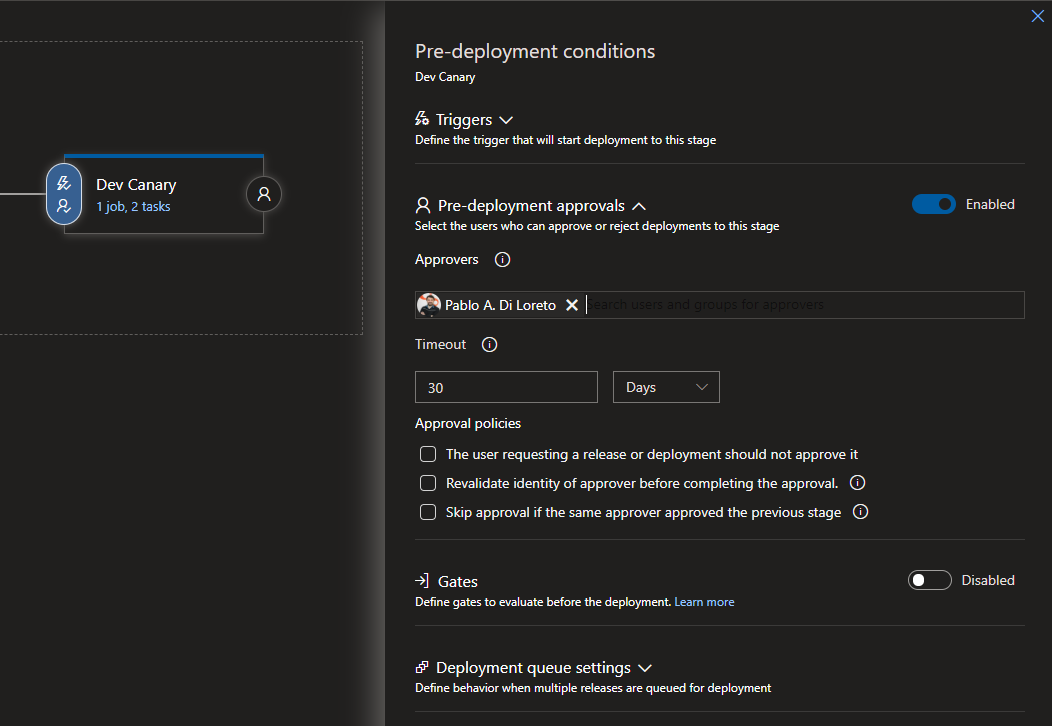 Dev Canary
1 job, 2 tasks
Pre-deployment conditions
Dev Canary
Triggers
Define the trigger that will start deployment to this stage
Pre-deployment approvals
Enabled
Select the users who can approve or reject deployments to this stage
Approvers
Pablo A. Di Loreto Search users and groups for approvers
Timeout
30 Days
Approval policies
The user requesting a release or deployment should not approve it
Revalidate identity of approver before completing the approval.
Skip approval if the same approver approved the previous stage
Gates
Disabled
Define gates to evaluate before the deployment. Learn more
Deployment queue settings
Define behavior when multiple releases are queued for deployment